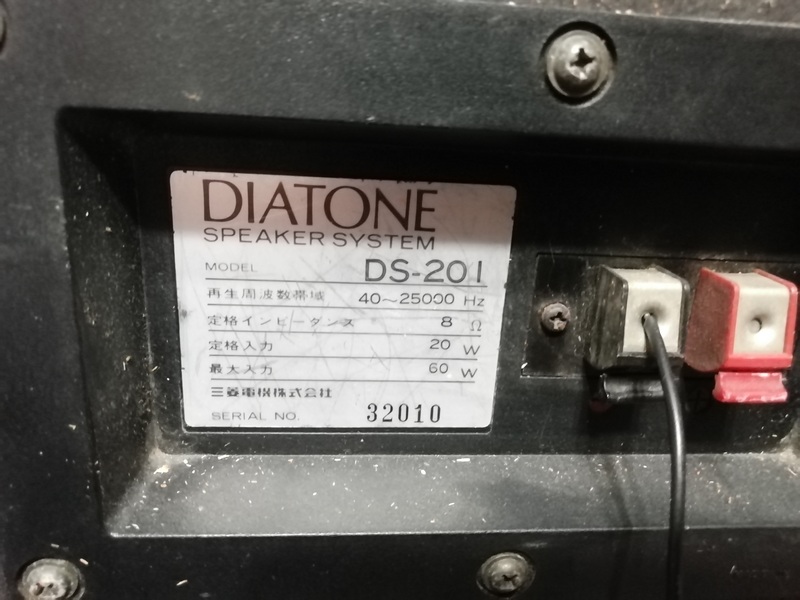 DIATONE
SPEAKER SYSTEM
MODEL DS-201
再生周波数帯域 40~25000 Hz
定格インピーダンス 8 Ω
定格入力 20 W
最大入力 60 W
三菱電機株式会社
SERIAL NO. 32010